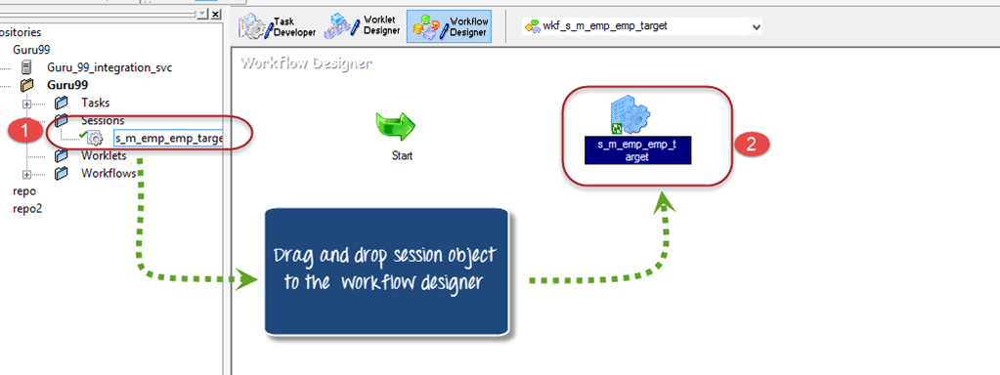 Task Developer
Worklet Designer
Workflow Designer
wkf_s_m_emp_emp_target
ositories
Guru99
Guru_99_integration_svc
Guru99
Tasks
Sessions
1
s_m_emp_emp_targe
Worklets
Workflows
repo
repo2
Workflow Designer
Start
s_m_emp_emp_t
arget
2
Drag and drop session object
to the workflow designer